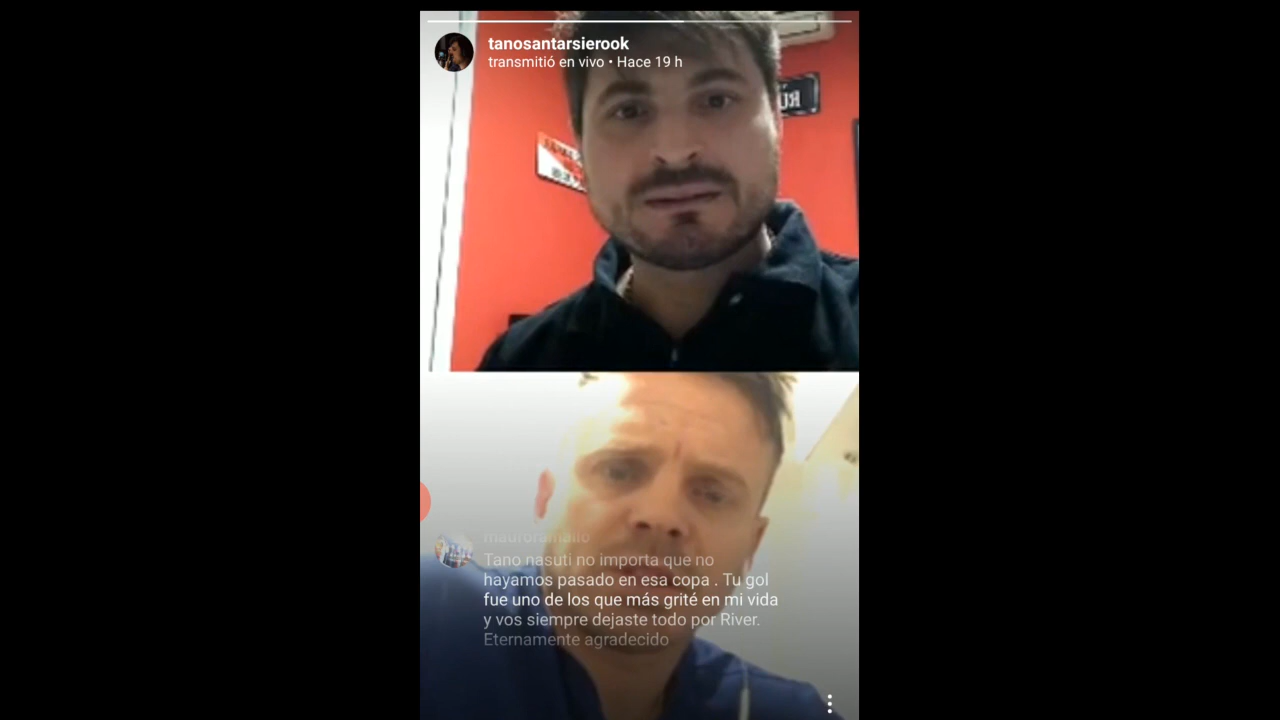 tanosantarsierook
transmitió en vivo • Hace 19 h
mauroramallo
Tano nasuti no importa que no
hayamos pasado en esa copa . Tu gol
fue uno de los que más grité en mi vida
y vos siempre dejaste todo por River.
Eternamente agradecido